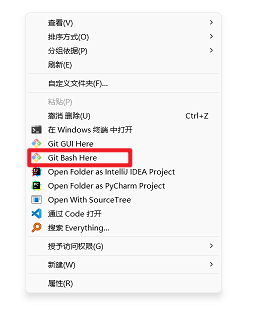 查看(V)
排序方式(O)
分组依据(P)
刷新(E)
自定义文件夹(F)...
粘贴(P)
撤消 删除(U) Ctrl+Z
在 Windows 终端 中打开
Git GUI Here
Git Bash Here
Open Folder as IntelliJ IDEA Project
Open Folder as PyCharm Project
Open With SourceTree
通过 Code 打开
搜索 Everything...
授予访问权限(G)
新建(W)
属性(R)